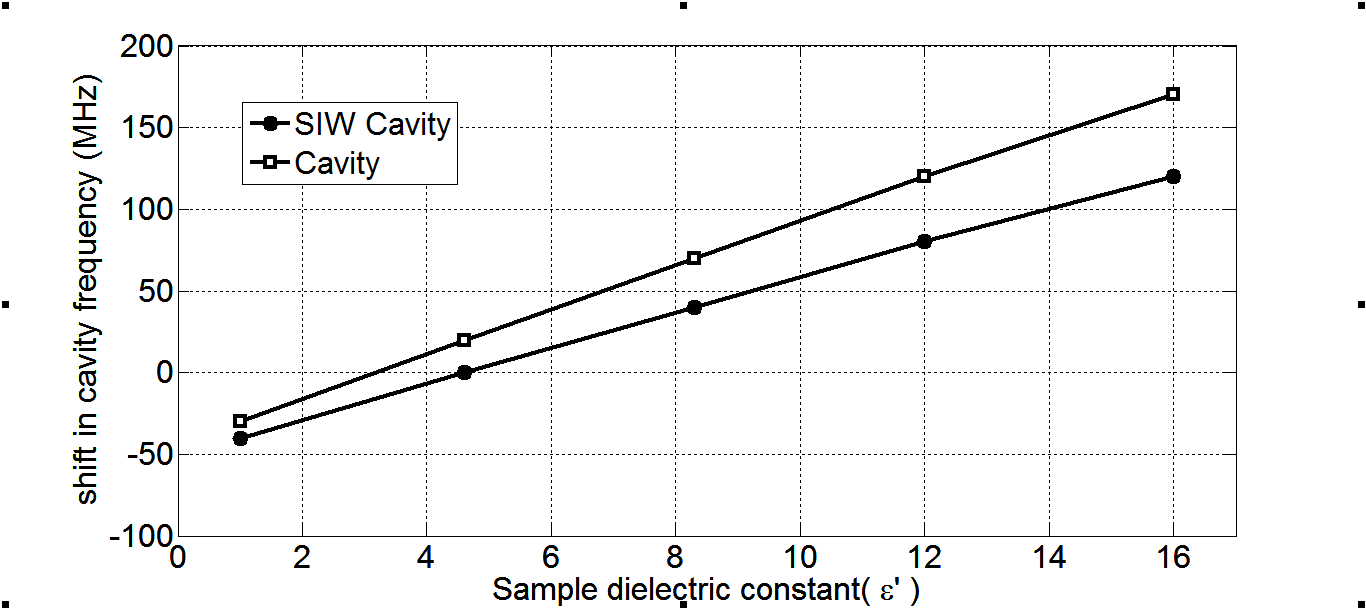 200
150
100
50
0
-50
-100
shift in cavity frequency (MHz)
SIW Cavity
Cavity
0 2 4 6 8 10 12 14 16
Sample dielectric constant( ε' )